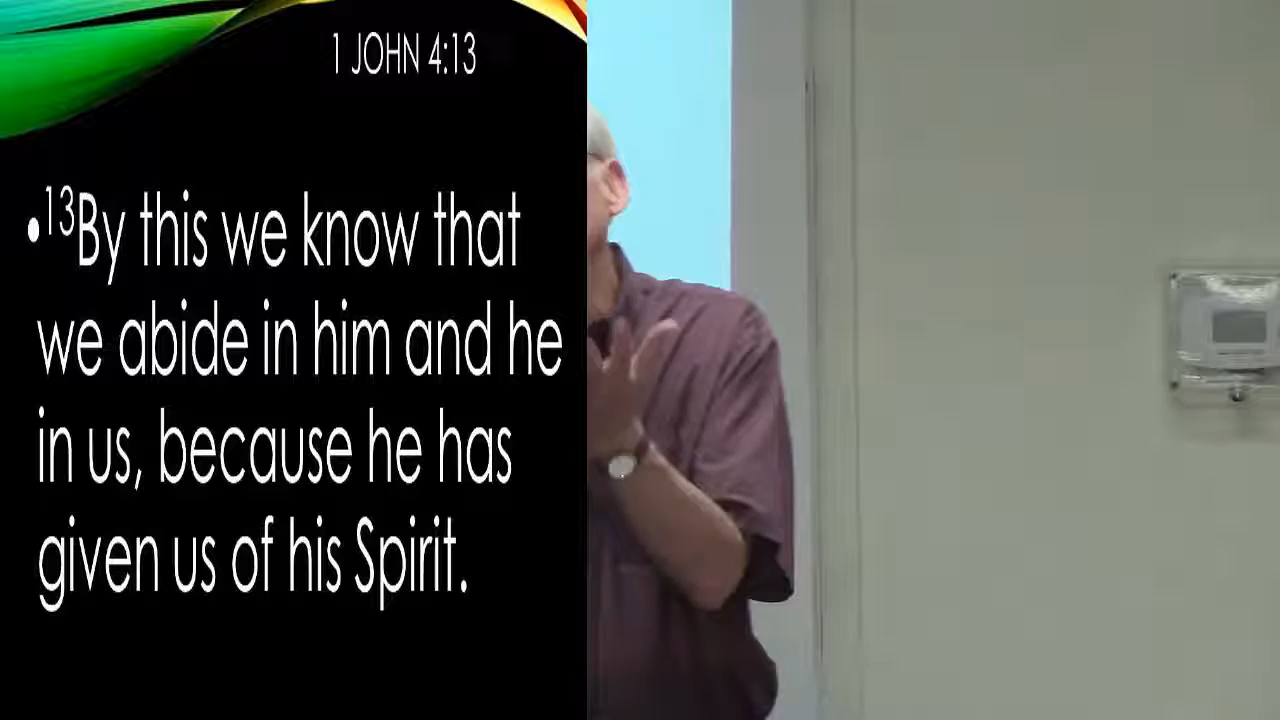 1 JOHN 4:13
•¹³By this we know that
we abide in him and he
in us, because he has
given us of his Spirit.